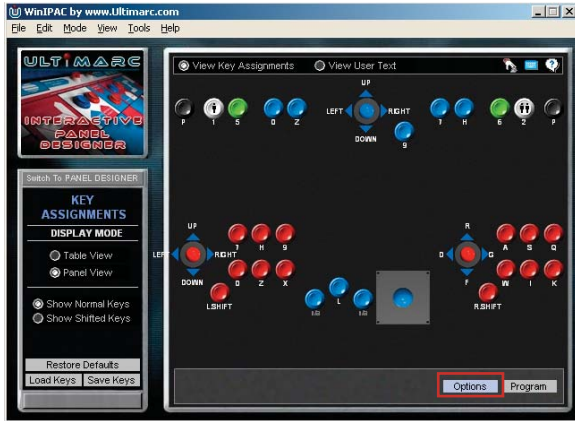 WinIPAC by www.Ultimarc.com
File Edit Mode View Tools Help
ULTIMARC
INTERACTIVE
PANEL
DESIGNER
Switch To PANEL DESIGNER
KEY
ASSIGNMENTS
DISPLAY MODE
Table View
Panel View
Show Normal Keys
Show Shifted Keys
Restore Defaults
Load Keys Save Keys
View Key Assignments View User Text
UP
LEFT RIGHT
DOWN
P 1 5 D Z 9 7 H 6 2 P
UP
LEF RIGHT
DOWN
7 H 9
D Z X
L.SHIFT
L
R
D G
F
A S Q
W I K
R.SHIFT
Options Program